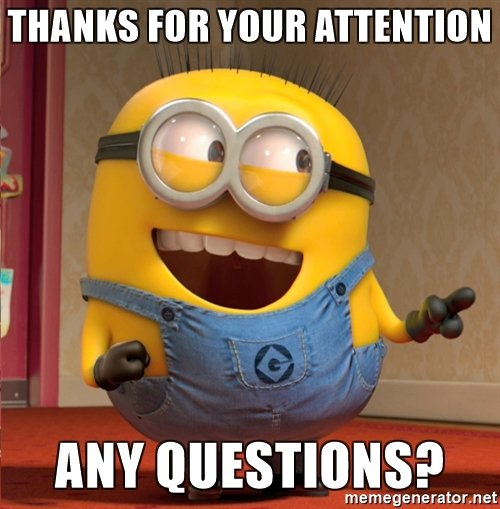 THANKS FOR YOUR ATTENTION
ANY QUESTIONS?
memegenerator.net